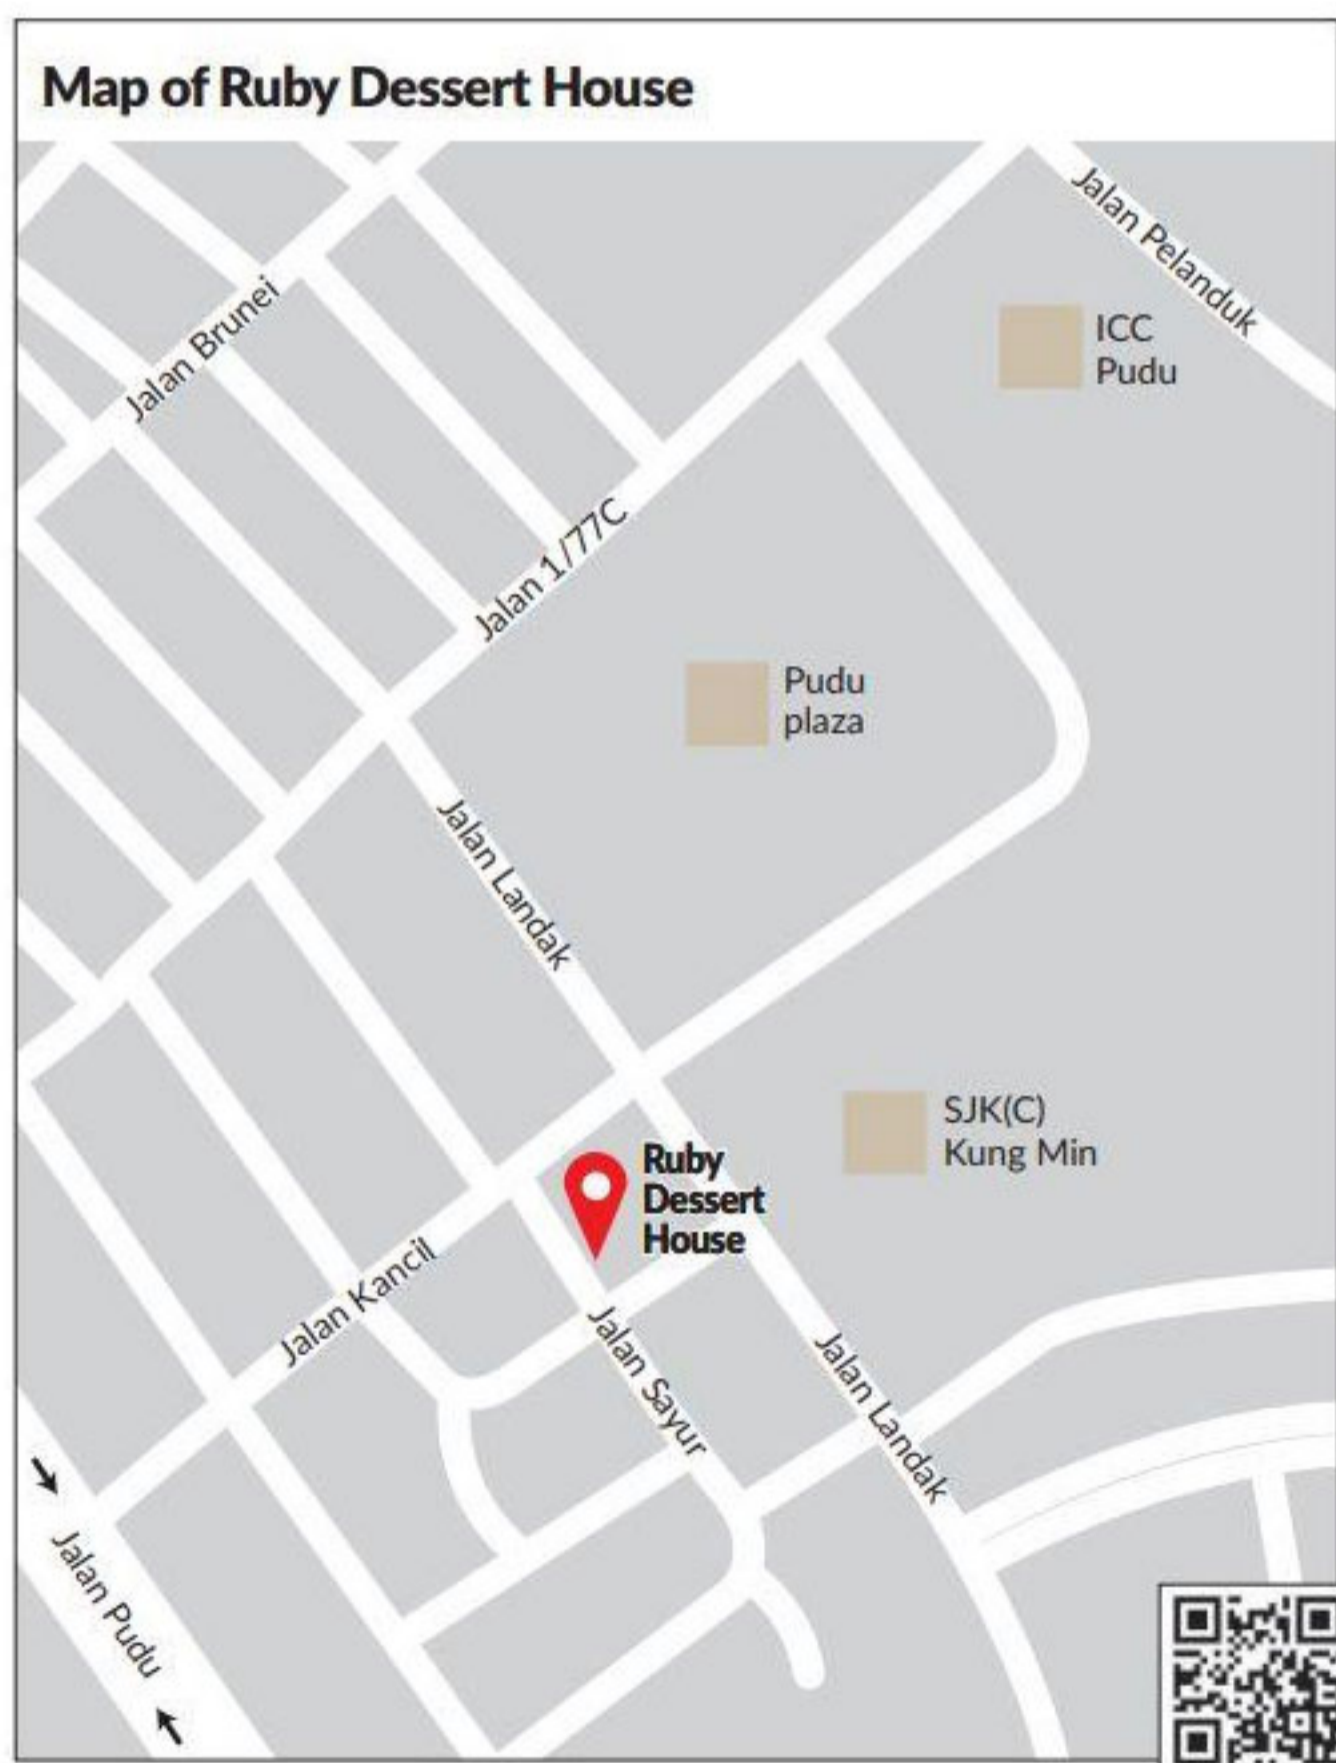 Map of Ruby Dessert House
Jalan Pelanduk
Jalan Brunei
ICC
Pudu
Jalan 1/77C
Pudu
plaza
Jalan Landak
SJK(C)
Kung Min
Ruby
Dessert
House
Jalan Kancil
Jalan Sayur
Jalan Landak
Jalan Pudu